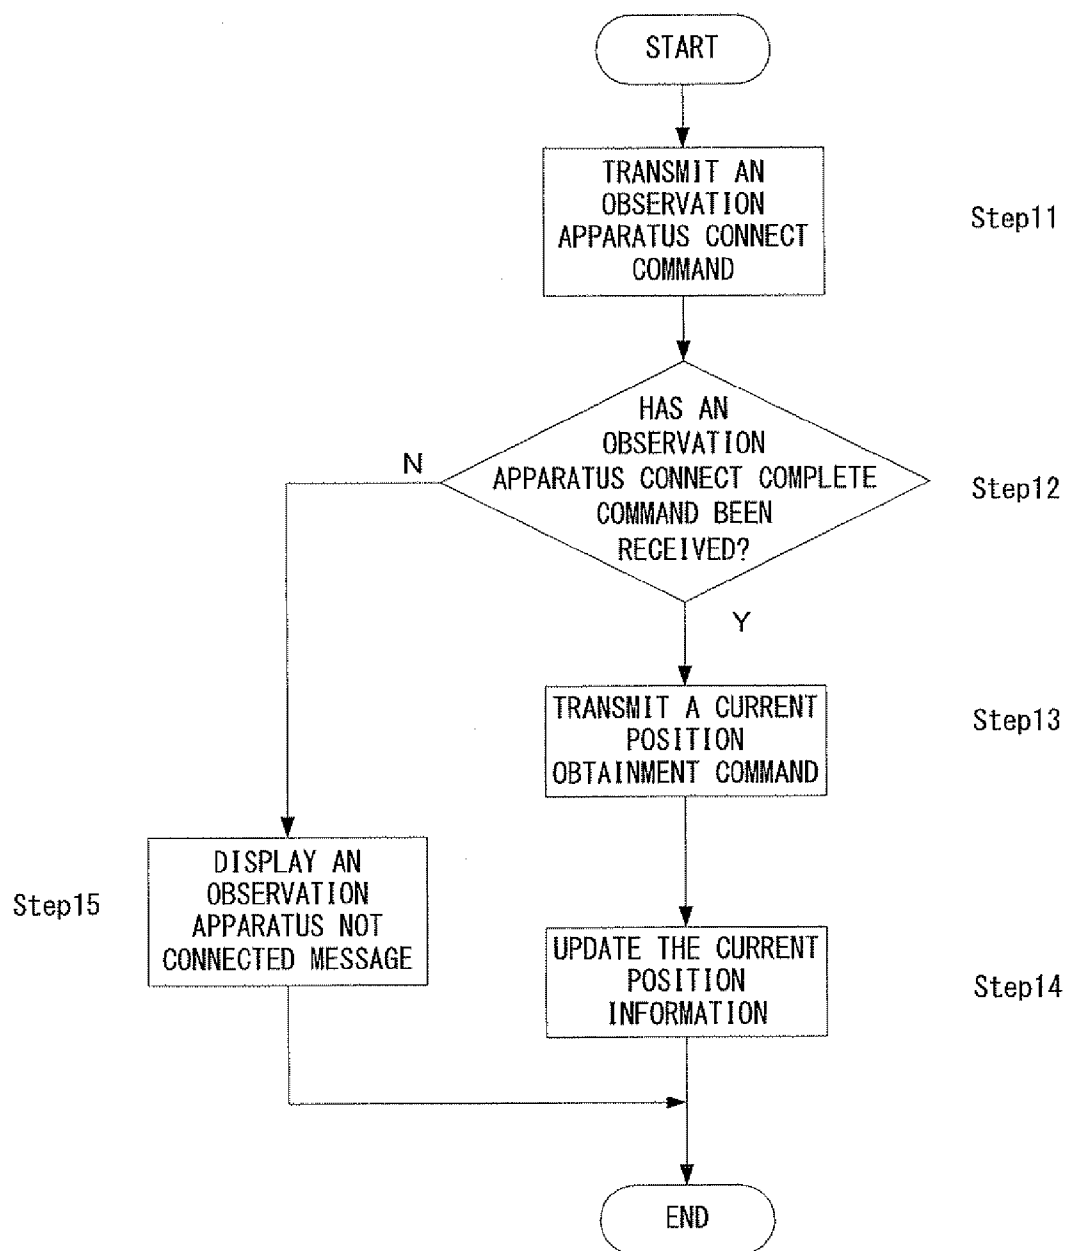 START
TRANSMIT AN
OBSERVATION
APPARATUS CONNECT
COMMAND
Step11
HAS AN
OBSERVATION
APPARATUS CONNECT COMPLETE
COMMAND BEEN
RECEIVED?
Step12
N
Y
TRANSMIT A CURRENT
POSITION
OBTAINMENT COMMAND
Step13
DISPLAY AN
OBSERVATION
APPARATUS NOT
CONNECTED MESSAGE
Step15
UPDATE THE CURRENT
POSITION
INFORMATION
Step14
END